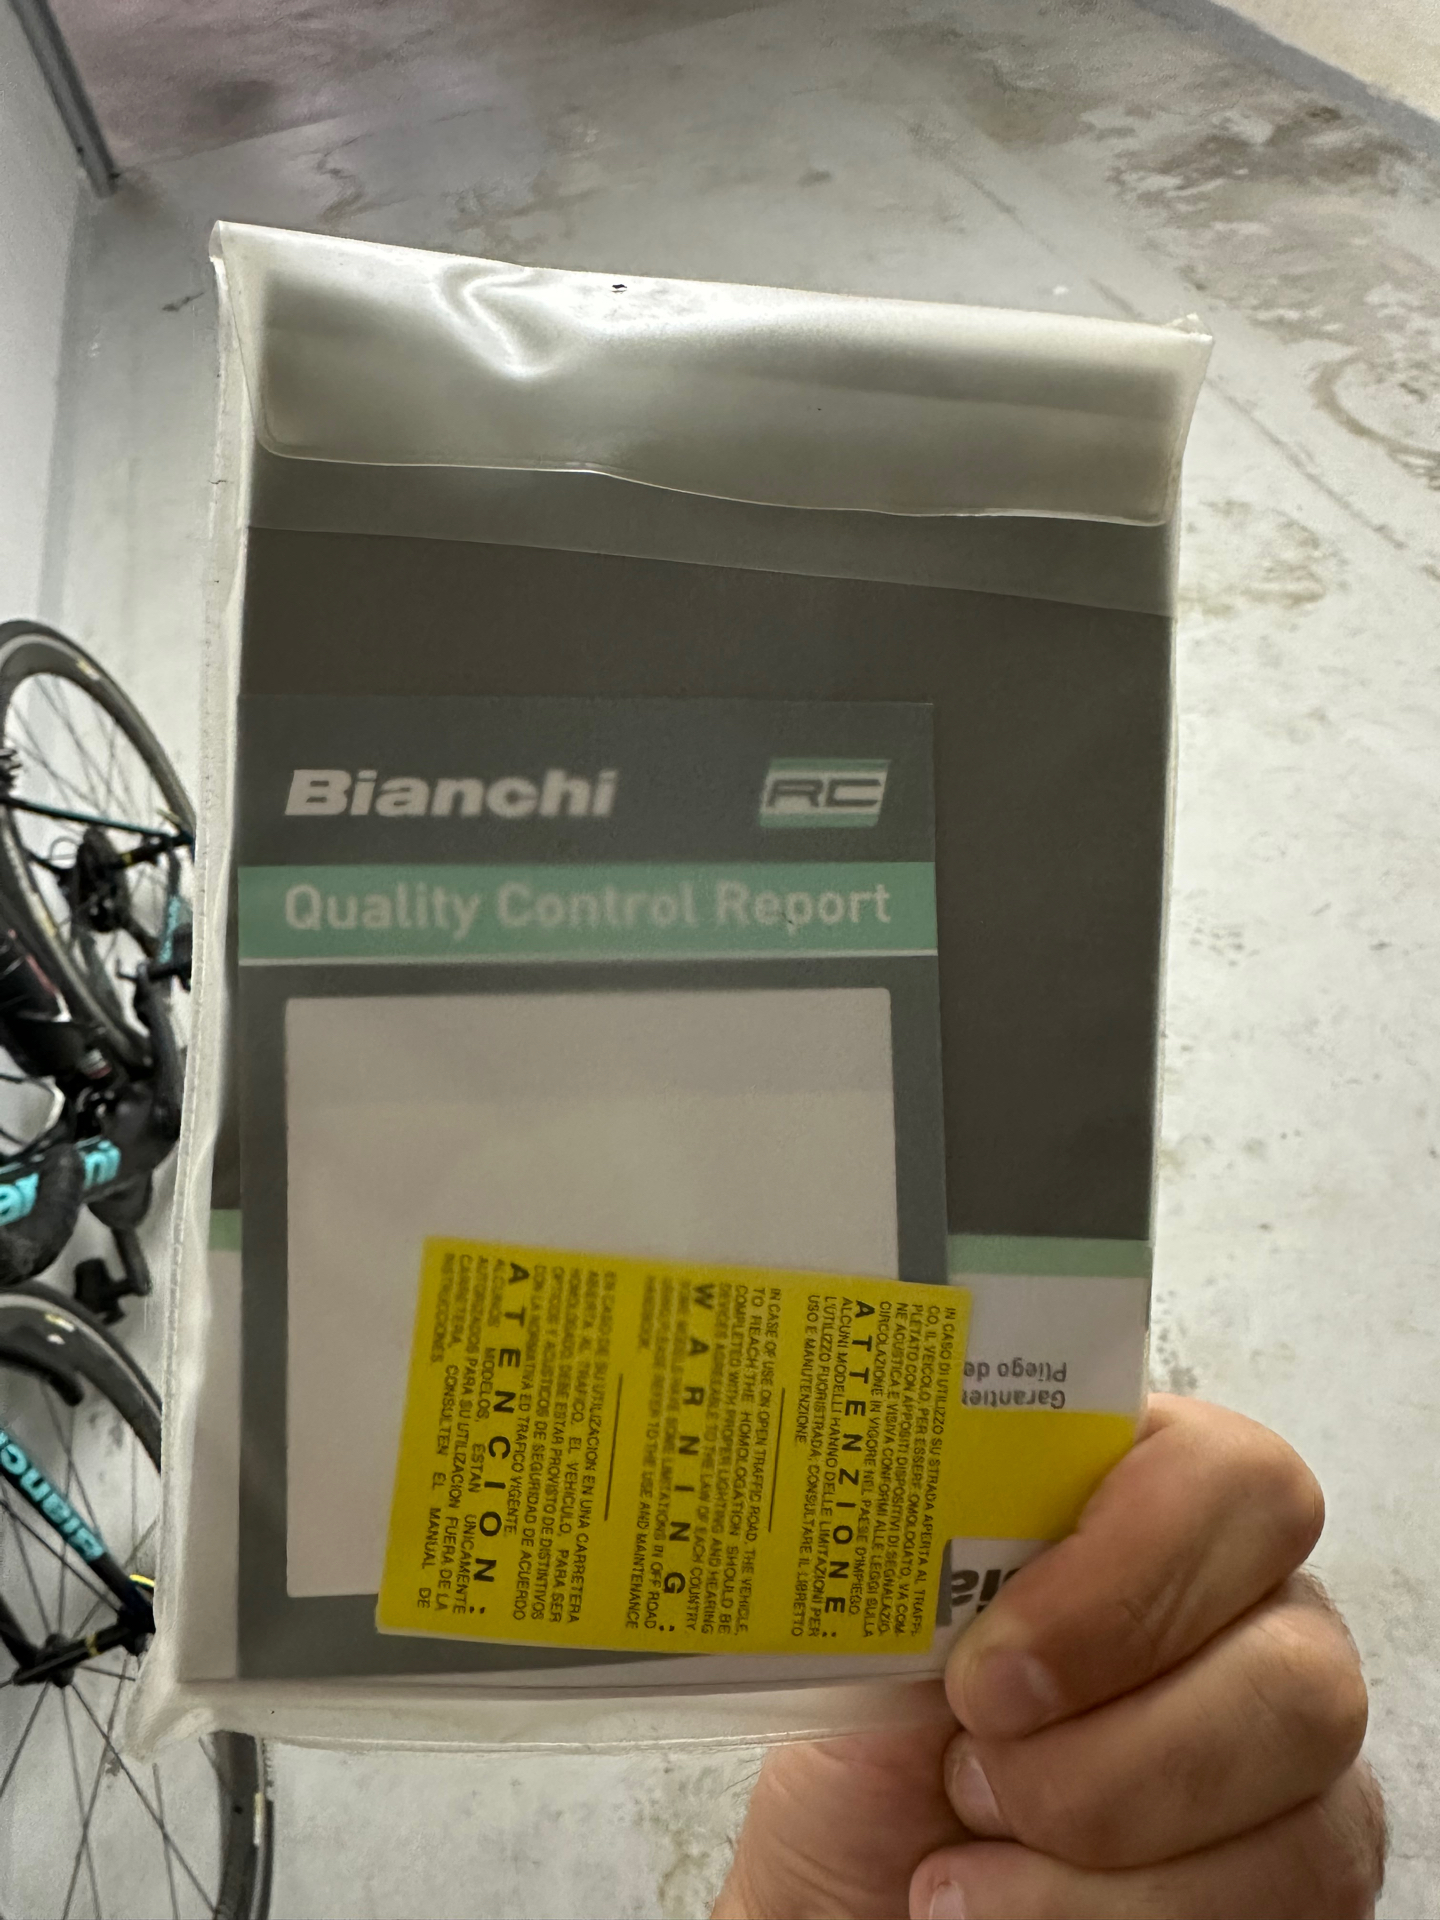 Bianchi RC
Quality Control Report
IN CASO DI UTILIZZO SU STRADA APERTA AL TRAFFI-
CO, IL VEICOLO, PER ESSERE OMOLOGATO, VA COM-
PLETATO CON APPOSITI DISPOSITIVI DI SEGNALAZIO-
NE ACUSTICA E VISIVA CONFORMI ALLE LEGGI SULLA
CIRCOLAZIONE IN VIGORE NEL PAESE D'IMPIEGO.
ATTENZIONE:
ALCUNI MODELLI HANNO DELLE LIMITAZIONI PER
L'UTILIZZO FUORISTRADA: CONSULTARE IL LIBRETTO
USO E MANUTENZIONE
IN CASE OF USE ON OPEN TRAFFIC ROAD, THE VEHICLE,
TO REACH THE HOMOLOGATION SHOULD BE
COMPLETED WITH PROPER LIGHTING AND HEARING
DEVICES AGREEABLE TO THE LAW OF EACH COUNTRY.
WARNING:
SOME MODELS HAVE SOME LIMITATIONS IN OFF ROAD
PLEASE REFER TO THE USE AND MAINTENANCE
HANDBOOK.
EN CASO DE SU UTILIZACION EN UNA CARRETERA
ABIERTA AL TRAFICO, EL VEHICULO, PARA SER
HOMOLOGADO DEBE ESTAR PROVISTO DE DISTINTIVOS
OPTICOS Y ACUSTICOS DE SEGURIDAD DE ACUERDO
CON LA NORMATIVA ED TRAFICO VIGENTE.
ATENCION:
ALGUNOS MODELOS, ESTAN UNICAMENTE
AUTORIZADOS PARA SU UTILIZACION FUERA DE LA
CARRETERA, CONSULTEN EL MANUAL DE
INSTRUCCIONES
Garantie
Pliego de